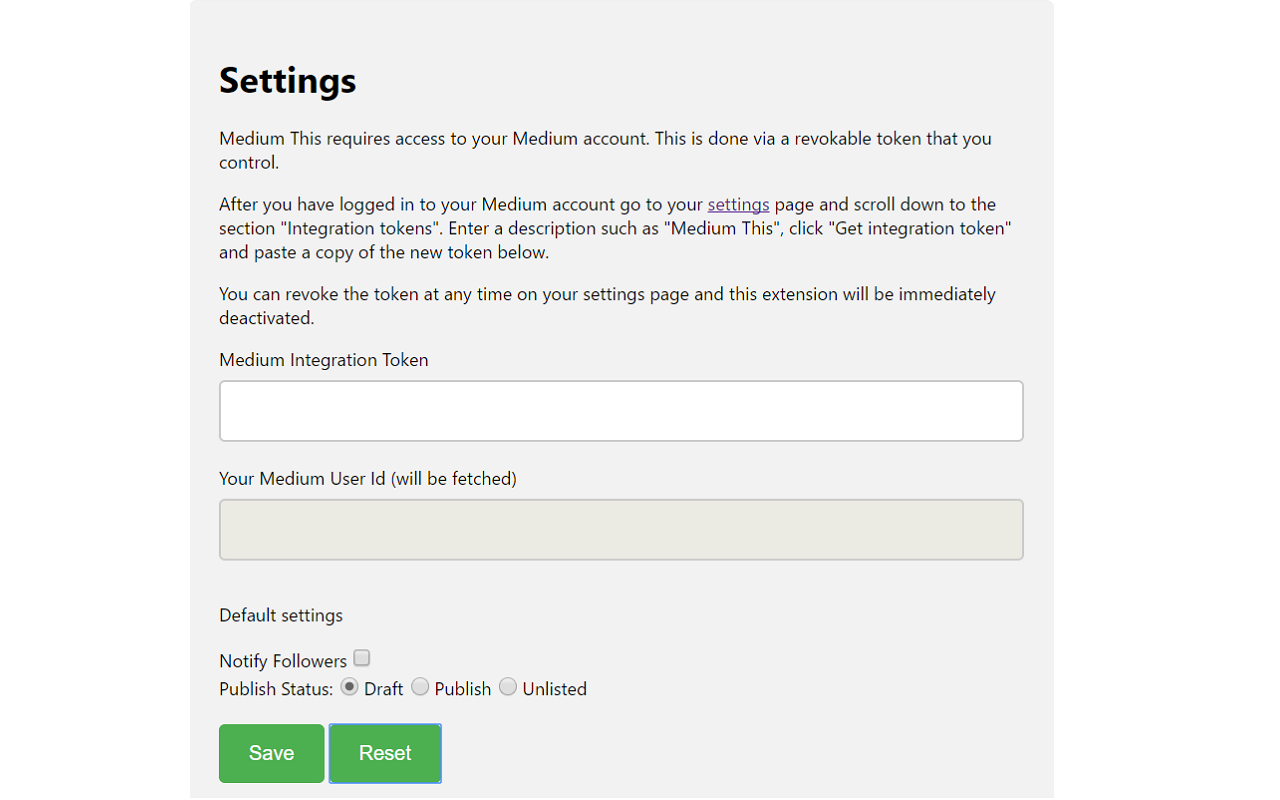 Settings
Medium This requires access to your Medium account. This is done via a revokable token that you
control.
After you have logged in to your Medium account go to your settings page and scroll down to the
section "Integration tokens". Enter a description such as "Medium This", click "Get integration token"
and paste a copy of the new token below.
You can revoke the token at any time on your settings page and this extension will be immediately
deactivated.
Medium Integration Token
Your Medium User Id (will be fetched)
Default settings
Notify Followers
Publish Status: Draft Publish Unlisted
Save Reset